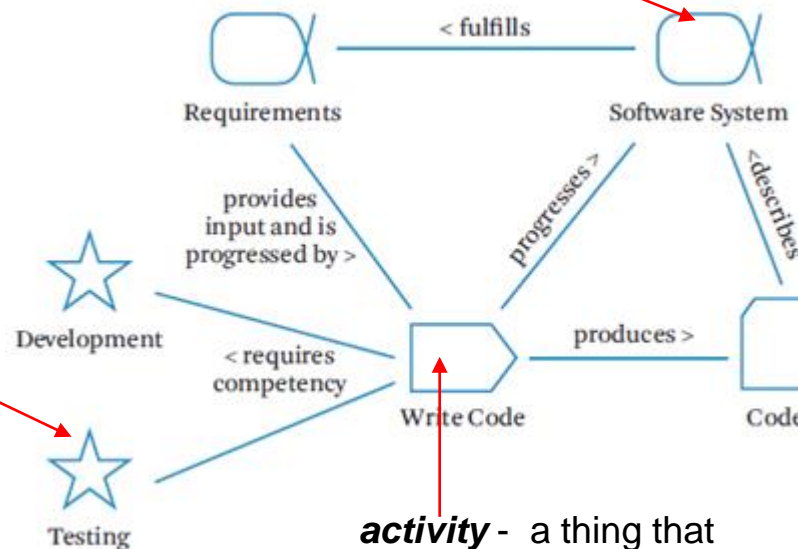 < fulfills
Requirements
Software System
provides
input and is
progressed by >
progresses >
< describes
Development
< requires
competency
produces >
Write Code
Code
Testing
activity - a thing that